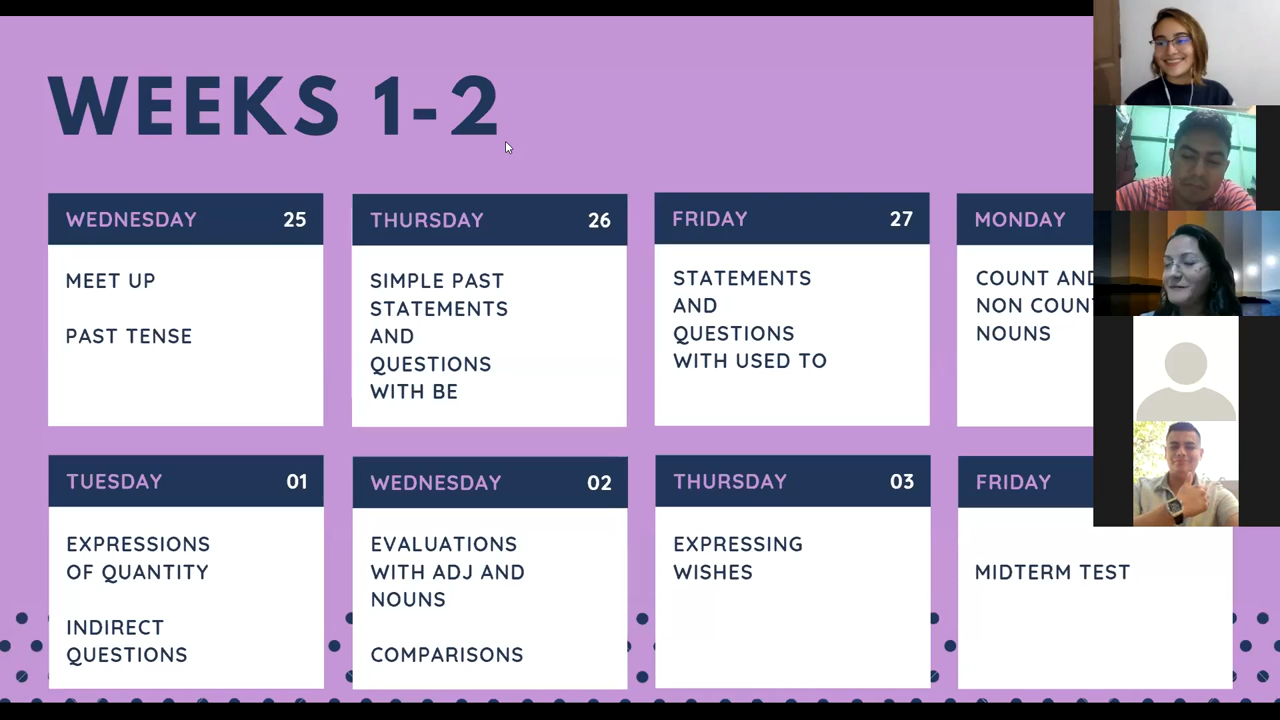 WEEKS 1-2
WEDNESDAY 25
MEET UP
PAST TENSE
THURSDAY 26
SIMPLE PAST
STATEMENTS
AND
QUESTIONS
WITH BE
FRIDAY 27
STATEMENTS
AND
QUESTIONS
WITH USED TO
MONDAY
COUNT AND
NON COUN
NOUNS
TUESDAY 01
EXPRESSIONS
OF QUANTITY
INDIRECT
QUESTIONS
WEDNESDAY 02
EVALUATIONS
WITH ADJ AND
NOUNS
COMPARISONS
THURSDAY 03
EXPRESSING
WISHES
FRIDAY
MIDTERM TEST